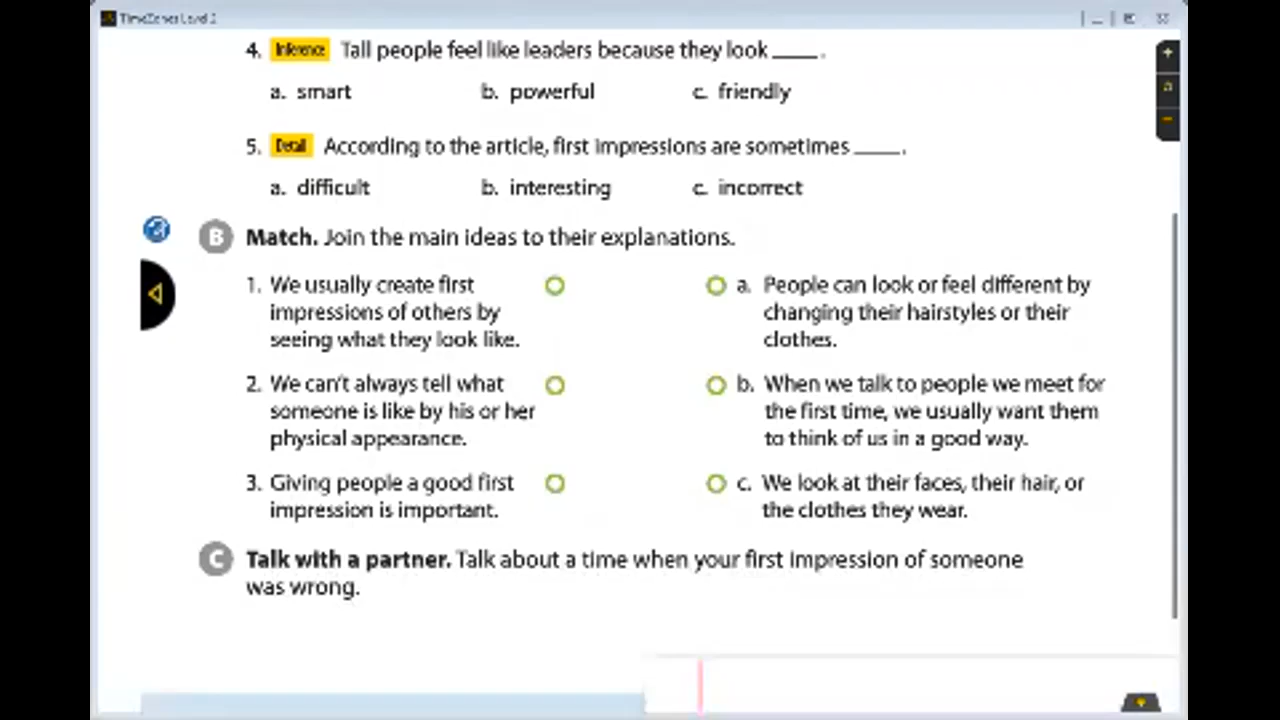 TimeZones Level 2
4. Inference Tall people feel like leaders because they look ____ .
a. smart b. powerful c. friendly
5. Detail According to the article, first impressions are sometimes ____ .
a. difficult b. interesting c. incorrect
B Match. Join the main ideas to their explanations.
1. We usually create first
impressions of others by
seeing what they look like.
2. We can't always tell what
someone is like by his or her
physical appearance.
3. Giving people a good first
impression is important.
a. People can look or feel different by
changing their hairstyles or their
clothes.
b. When we talk to people we meet for
the first time, we usually want them
to think of us in a good way.
c. We look at their faces, their hair, or
the clothes they wear.
C Talk with a partner. Talk about a time when your first impression of someone
was wrong.